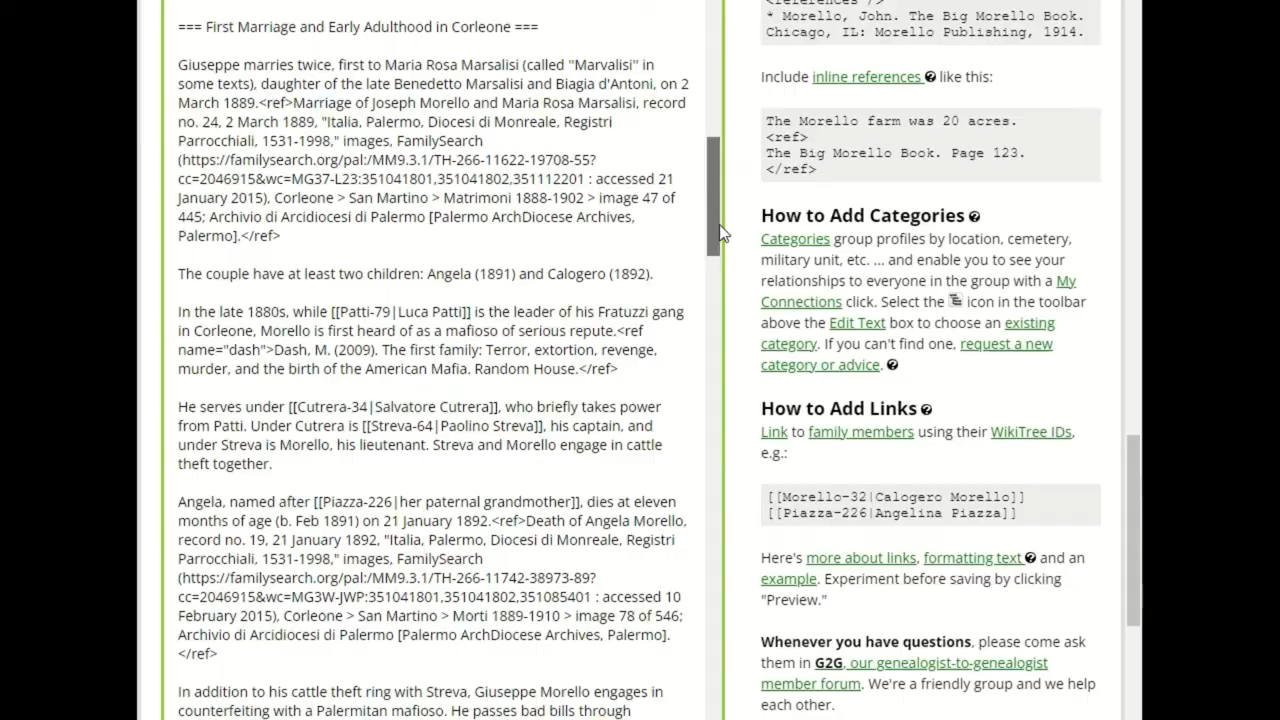 === First Marriage and Early Adulthood in Corleone ===
Giuseppe marries twice, first to Maria Rosa Marsalisi (called "Marvalisi" in
some texts), daughter of the late Benedetto Marsalisi and Biagia d'Antoni, on 2
March 1889.<ref>Marriage of Joseph Morello and Maria Rosa Marsalisi, record
no. 24, 2 March 1889, "Italia, Palermo, Diocesi di Monreale, Registri
Parrocchiali, 1531-1998," images, FamilySearch
(https://familysearch.org/pal:/MM9.3.1/TH-266-11622-19708-55?
cc=2046915&wc=MG37-L23:351041801,351041802,351112201 : accessed 21
January 2015), Corleone > San Martino > Matrimoni 1888-1902 > image 47 of
445; Archivio di Arcidiocesi di Palermo [Palermo ArchDiocese Archives,
Palermo].</ref>
The couple have at least two children: Angela (1891) and Calogero (1892).
In the late 1880s, while [[Patti-79|Luca Patti]] is the leader of his Fratuzzi gang
in Corleone, Morello is first heard of as a mafioso of serious repute.<ref
name="dash">Dash, M. (2009). The first family: Terror, extortion, revenge,
murder, and the birth of the American Mafia. Random House.</ref>
He serves under [[Cutrera-34|Salvatore Cutrera]], who briefly takes power
from Patti. Under Cutrera is [[Streva-64|Paolino Streva]], his captain, and
under Streva is Morello, his lieutenant. Streva and Morello engage in cattle
theft together.
Angela, named after [[Piazza-226|her paternal grandmother]], dies at eleven
months of age (b. Feb 1891) on 21 January 1892.<ref>Death of Angela Morello,
record no. 19, 21 January 1892, "Italia, Palermo, Diocesi di Monreale, Registri
Parrocchiali, 1531-1998," images, FamilySearch
(https://familysearch.org/pal:/MM9.3.1/TH-266-11742-38973-89?
cc=2046915&wc=MG3W-JWP:351041801,351041802,351085401 : accessed 10
February 2015), Corleone > San Martino > Morti 1889-1910 > image 78 of 546;
Archivio di Arcidiocesi di Palermo [Palermo ArchDiocese Archives, Palermo].
</ref>
In addition to his cattle theft ring with Streva, Giuseppe Morello engages in
counterfeiting with a Palermitan mafioso. He passes bad bills through
<references />
* Morello, John. The Big Morello Book.
Chicago, IL: Morello Publishing, 1914.
Include inline references ? like this:
The Morello farm was 20 acres.
<ref>
The Big Morello Book. Page 123.
</ref>
How to Add Categories ?
Categories group profiles by location, cemetery,
military unit, etc. ... and enable you to see your
relationships to everyone in the group with a My
Connections click. Select the icon in the toolbar
above the Edit Text box to choose an existing
category. If you can't find one, request a new
category or advice. ?
How to Add Links ?
Link to family members using their WikiTree IDs,
e.g.:
[[Morello-32|Calogero Morello]]
[[Piazza-226|Angelina Piazza]]
Here's more about links, formatting text ? and an
example. Experiment before saving by clicking
"Preview."
Whenever you have questions, please come ask
them in G2G, our genealogist-to-genealogist
member forum. We're a friendly group and we help
each other.